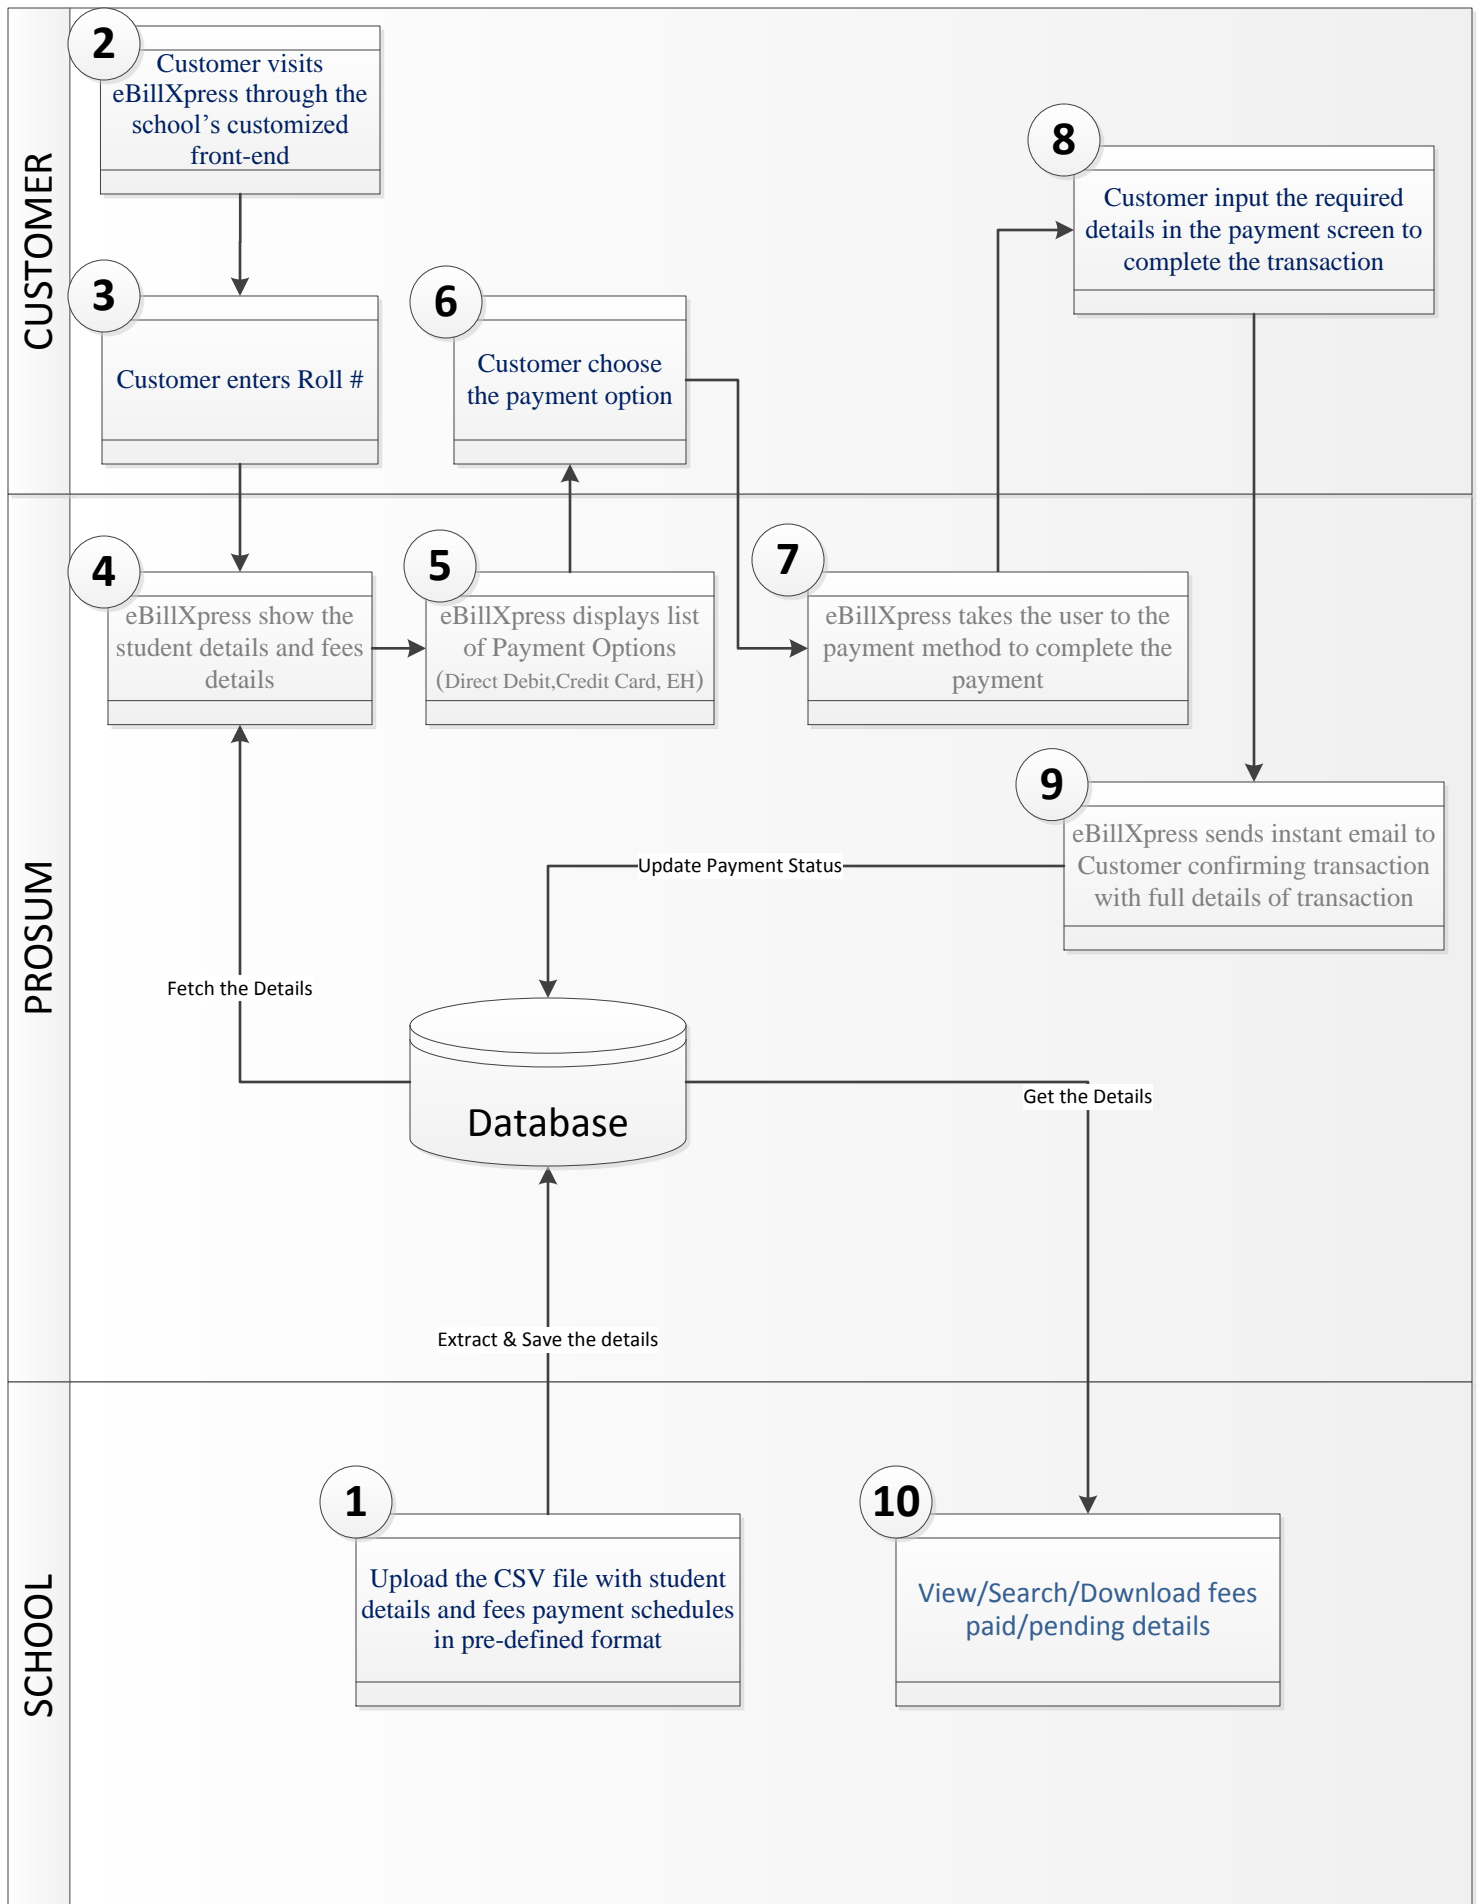 CUSTOMER
2
Customer visits
eBillXpress through the
school’s customized
front-end
3
Customer enters Roll #
6
Customer choose
the payment option
8
Customer input the required
details in the payment screen to
complete the transaction
PROSUM
4
eBillXpress show the
student details and fees
details
5
eBillXpress displays list
of Payment Options
(Direct Debit,Credit Card, EH)
7
eBillXpress takes the user to the
payment method to complete the
payment
9
eBillXpress sends instant email to
Customer confirming transaction
with full details of transaction
Update Payment Status
Fetch the Details
Database
Get the Details
Extract & Save the details
SCHOOL
1
Upload the CSV file with student
details and fees payment schedules
in pre-defined format
10
View/Search/Download fees
paid/pending details